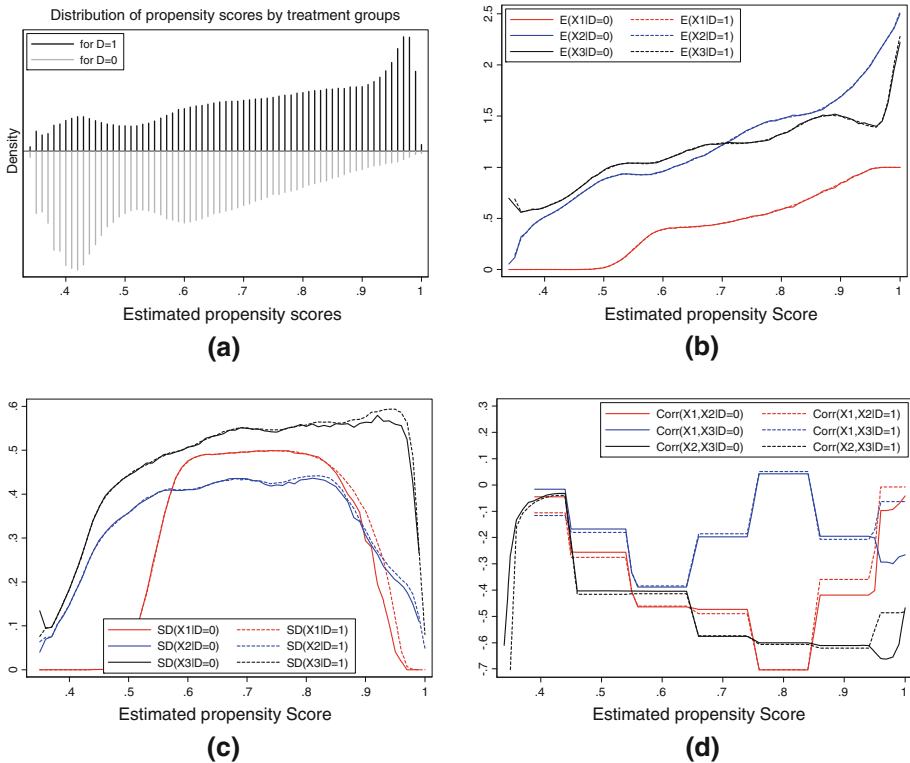 Distribution of propensity scores by treatment groups
for D=1
for D=0
Density
.4 .5 .6 .7 .8 .9 1
Estimated propensity scores
(a)
E(X1|D=0) E(X1|D=1)
E(X2|D=0) E(X2|D=1)
E(X3|D=0) E(X3|D=1)
2.5
2
1.5
1
.5
0
.4 .5 .6 .7 .8 .9 1
Estimated propensity Score
(b)
.6
.5
.4
.3
.2
.1
0
SD(X1|D=0) SD(X1|D=1)
SD(X2|D=0) SD(X2|D=1)
SD(X3|D=0) SD(X3|D=1)
.4 .5 .6 .7 .8 .9 1
Estimated propensity Score
(c)
Corr(X1,X2|D=0) Corr(X1,X2|D=1)
Corr(X1,X3|D=0) Corr(X1,X3|D=1)
Corr(X2,X3|D=0) Corr(X2,X3|D=1)
.3
.2
.1
0
-.1
-.2
-.3
-.4
-.5
-.6
-.7
.4 .5 .6 .7 .8 .9 1
Estimated propensity Score
(d)